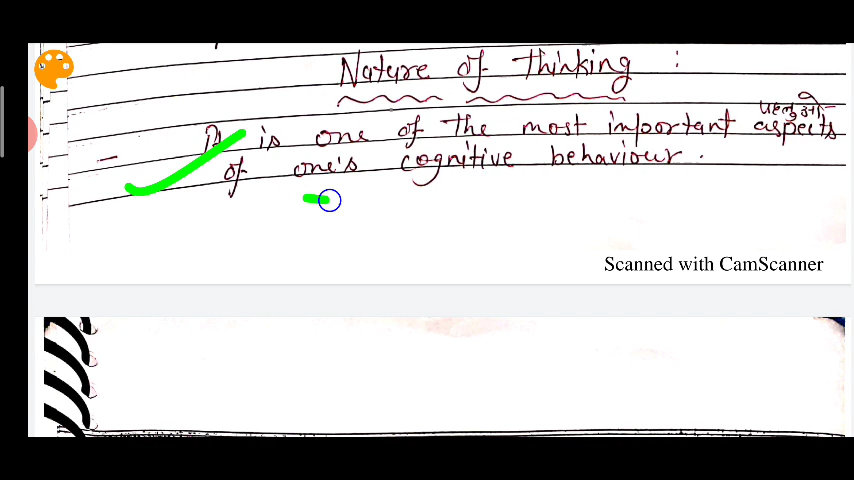 Nature of Thinking :
पहलुओं
- It is one of the most important aspects
of one's cognitive behaviour.
Scanned with CamScanner